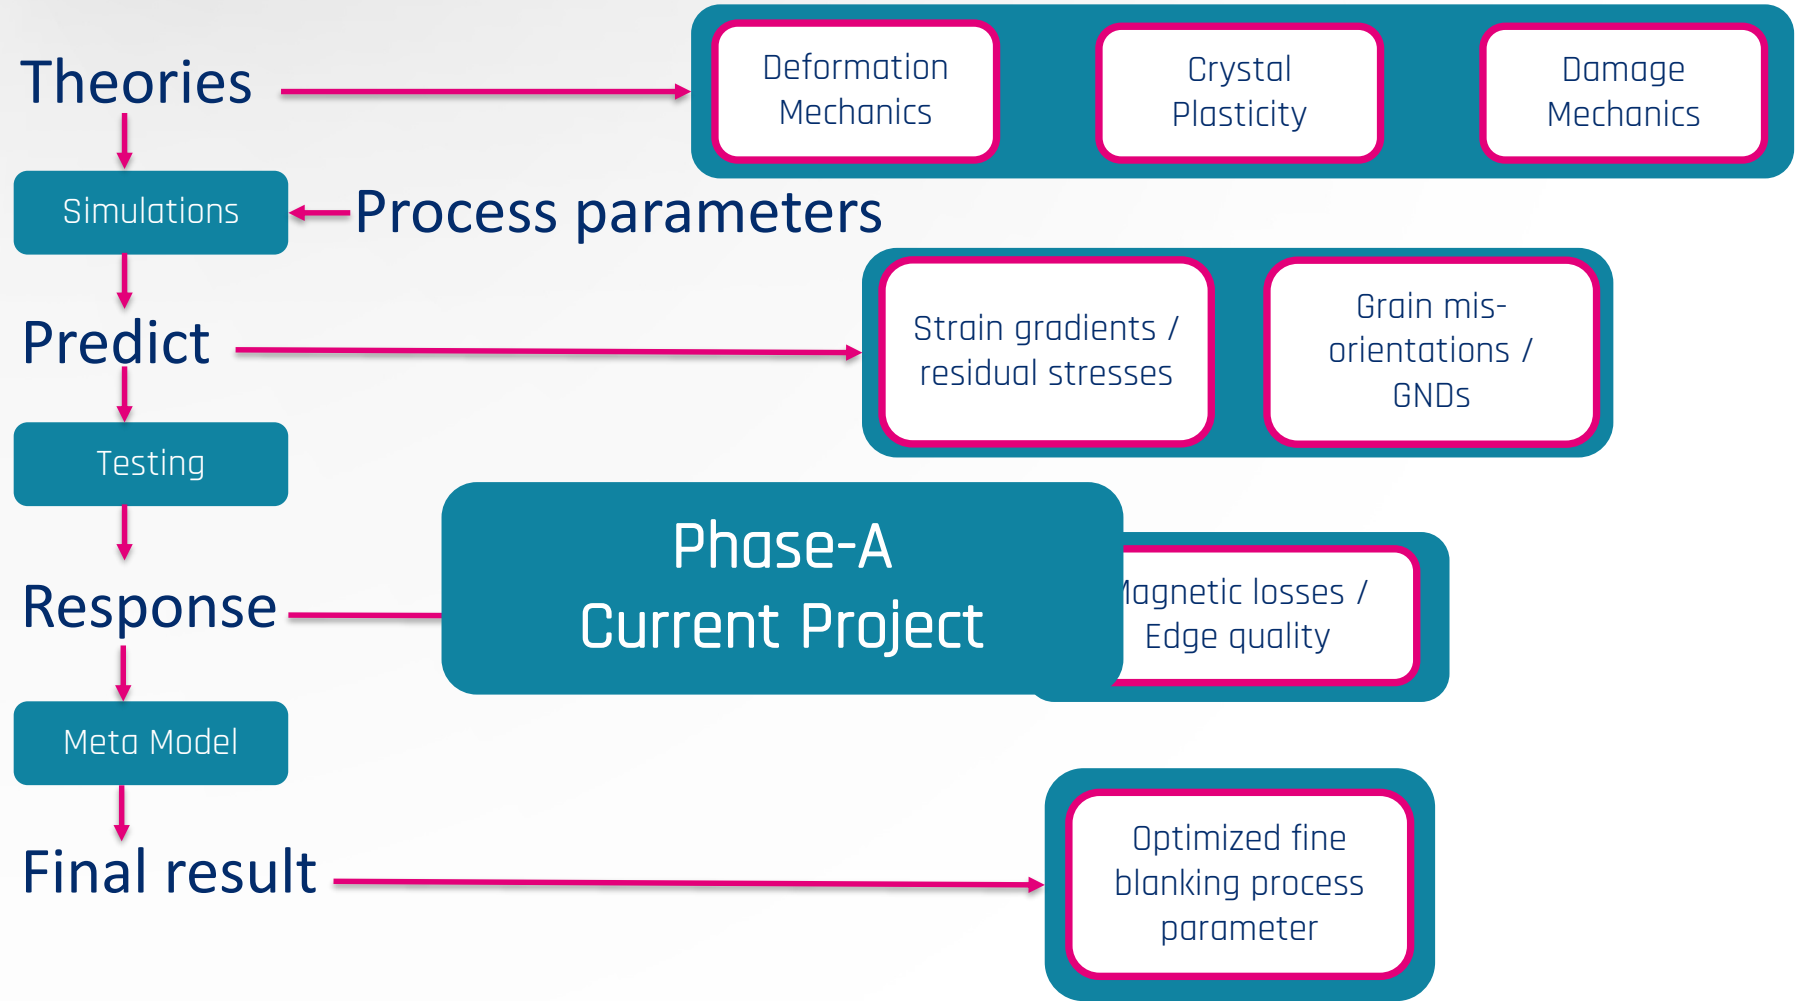 Theories
Deformation
Mechanics
Crystal
Plasticity
Damage
Mechanics
Simulations
Process parameters
Predict
Strain gradients /
residual stresses
Grain mis-
orientations /
GNDs
Testing
Phase-A
Current Project
Response
Magnetic losses /
Edge quality
Meta Model
Final result
Optimized fine
blanking process
parameter